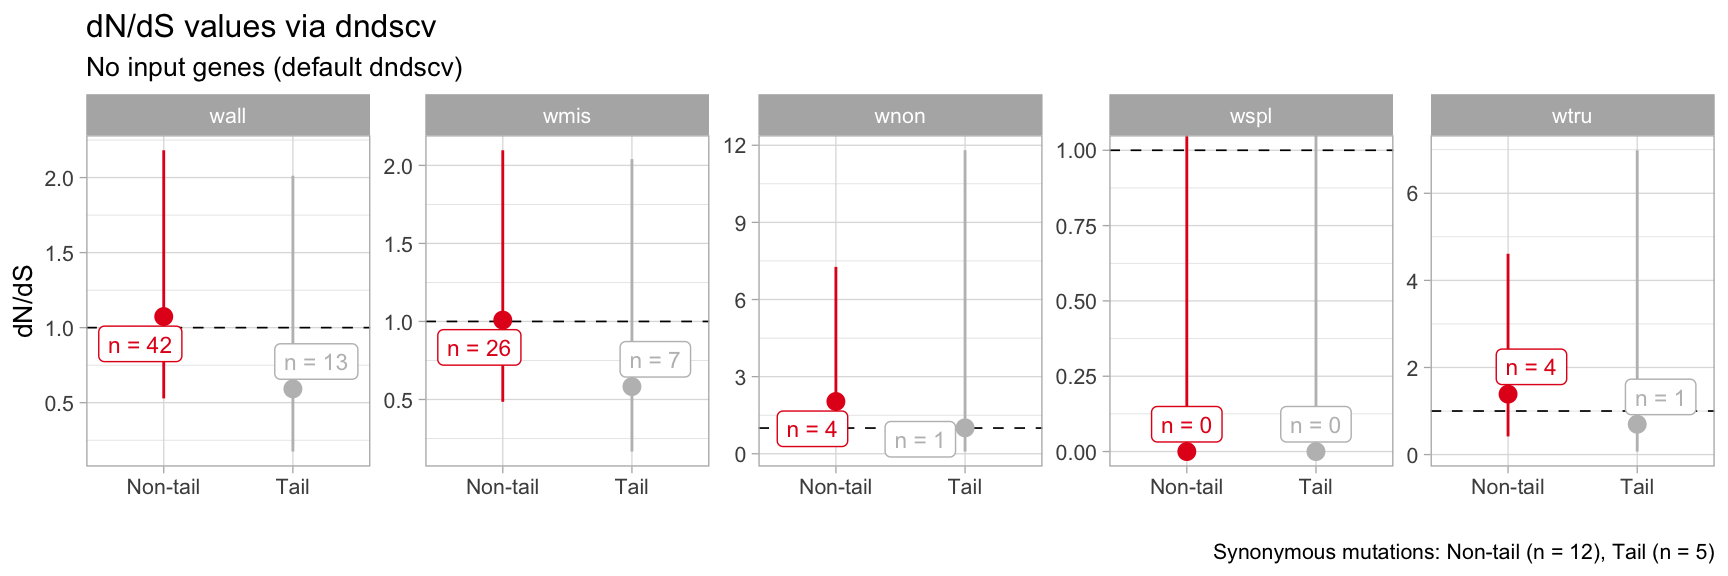 dN/dS values via dndscv
No input genes (default dndscv)
wall
wmis
wnon
wspl
wtru
dN/dS
2.0
1.5
1.0
0.5
n = 42
n = 13
Non-tail
Tail
2.0
1.5
1.0
0.5
n = 26
n = 7
Non-tail
Tail
12
9
6
3
0
n = 4
n = 1
Non-tail
Tail
1.00
0.75
0.50
0.25
0.00
n = 0
n = 0
Non-tail
Tail
6
4
2
0
n = 4
n = 1
Non-tail
Tail
Synonymous mutations: Non-tail (n = 12), Tail (n = 5)